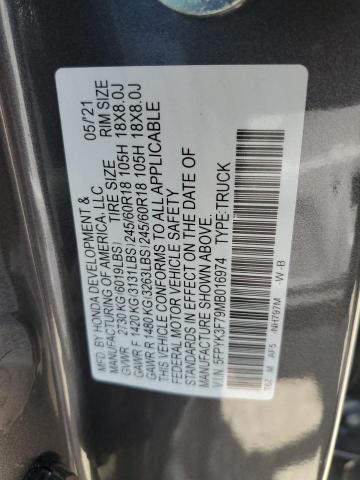 MFD. BY HONDA DEVELOPMENT & 05/'21
MANUFACTURING OF AMERICA, LLC
TIRE SIZE RIM SIZE
GVWR 2730 KG(6019LBS)
GAWR F 1420 KG(3131LBS) 245/60R18 105H 18X8.0J
GAWR R 1480 KG(3263LBS) 245/60R18 105H 18X8.0J
THIS VEHICLE CONFORMS TO ALL APPLICABLE
FEDERAL MOTOR VEHICLE SAFETY
STANDARDS IN EFFECT ON THE DATE OF
MANUFACTURE SHOWN ABOVE.
V.I.N. 5FPYK3F79MB016974 TYPE:TRUCK
T6Z M AF5 -NH797M -W -B